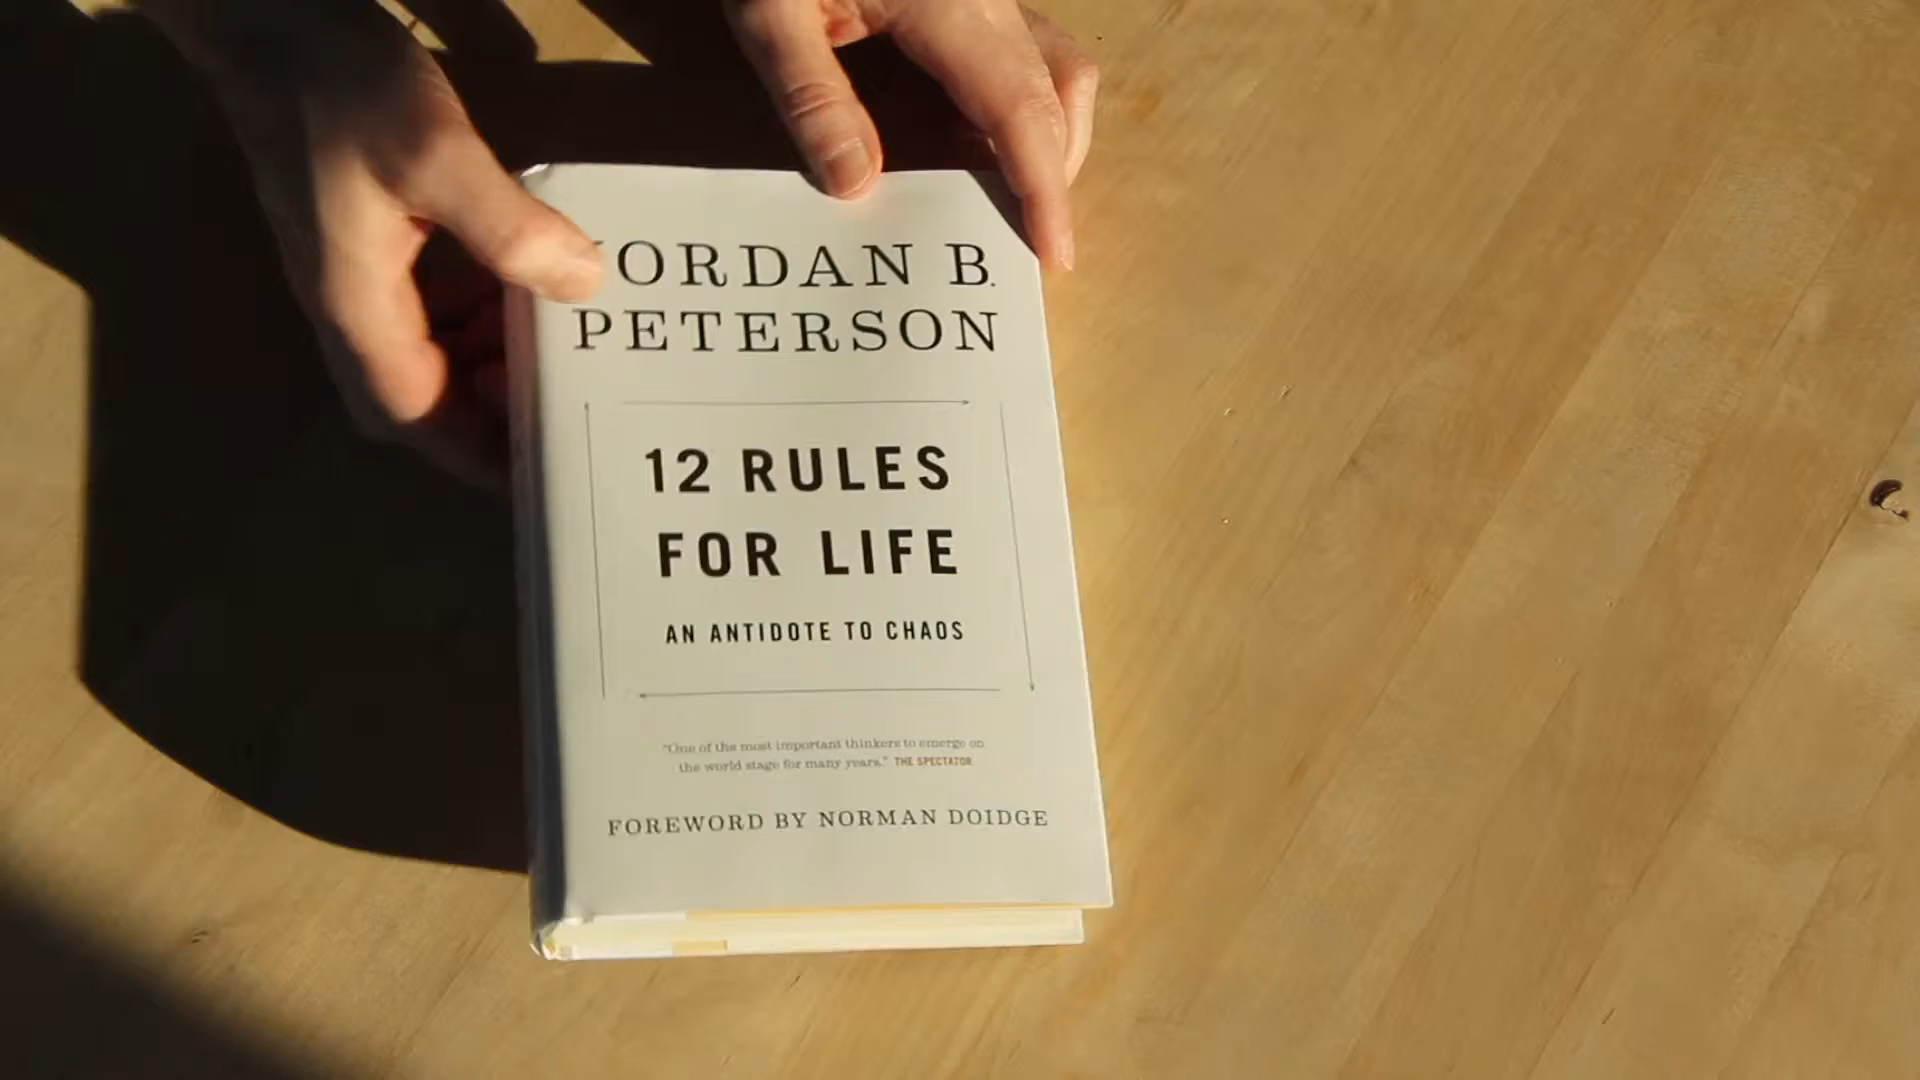 JORDAN B.
PETERSON
12 RULES
FOR LIFE
AN ANTIDOTE TO CHAOS
"One of the most important thinkers to emerge on
the world stage for many years." THE SPECTATOR
FOREWORD BY NORMAN DOIDGE